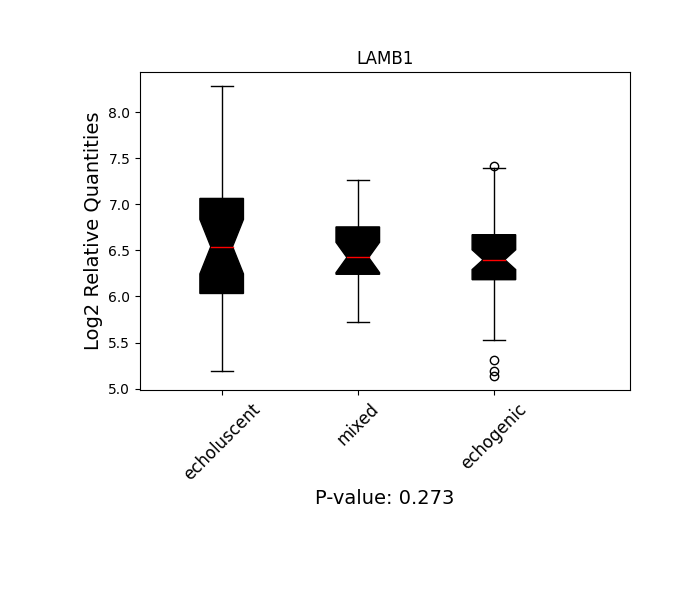 LAMB1
Log2 Relative Quantities
8.0
7.5
7.0
6.5
6.0
5.5
5.0
echoluscent
mixed
echogenic
P-value: 0.273